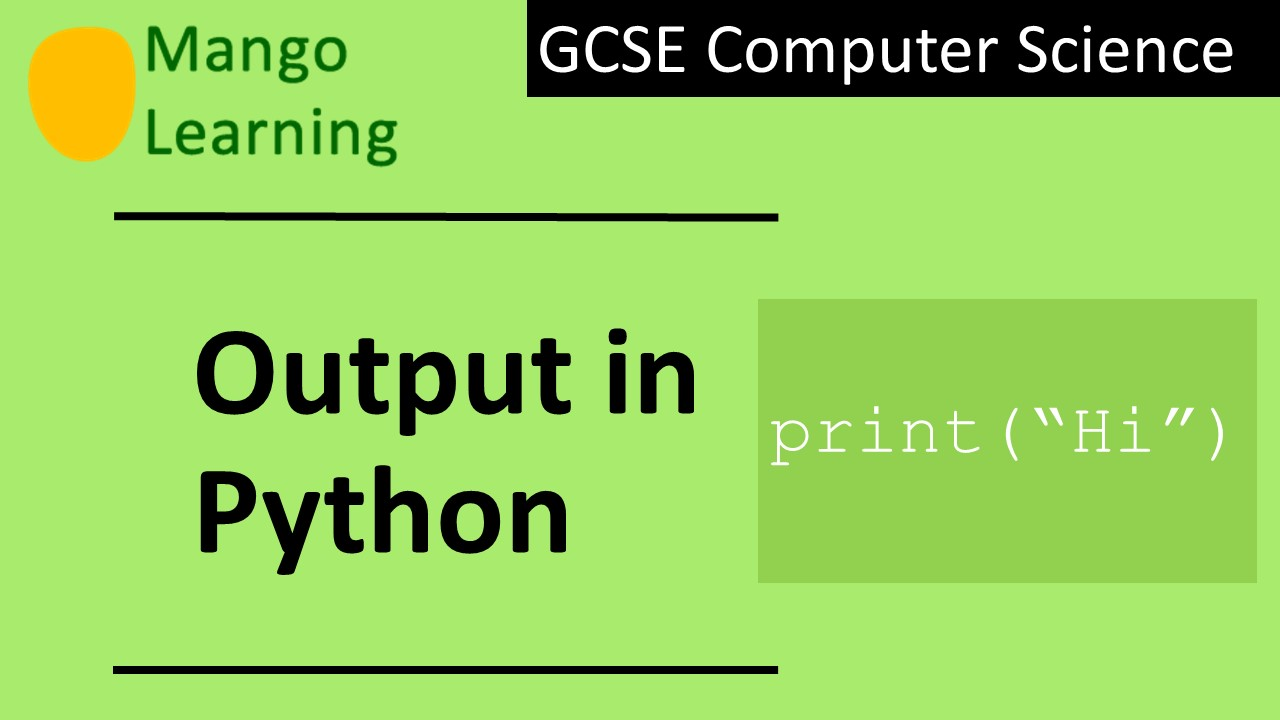 Mango
Learning
GCSE Computer Science
Output in
Python
print(“Hi”)